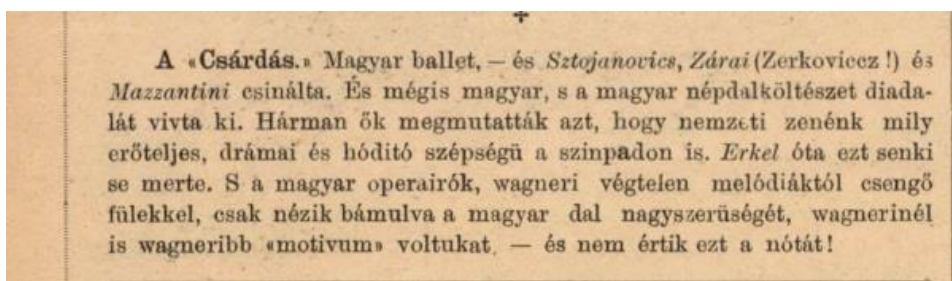 A «Csárdás.» Magyar ballet, — és Sztojanovics, Zárai (Zerkoviecz!) és
Mazzantini csinálta. És mégis magyar, s a magyar népdalköltészet diada-
lát vivta ki. Hárman ők megmutatták azt, hogy nemzeti zenénk mily
erőteljes, drámai és hóditó szépségü a szinpadon is. Erkel óta ezt senki
se merte. S a magyar operairók, wagneri végtelen melódiáktól csengő
fülekkel, csak nézik bámulva a magyar dal nagyszerüségét, wagnerinél
is wagneribb «motivum» voltukat, — és nem értik ezt a nótát!